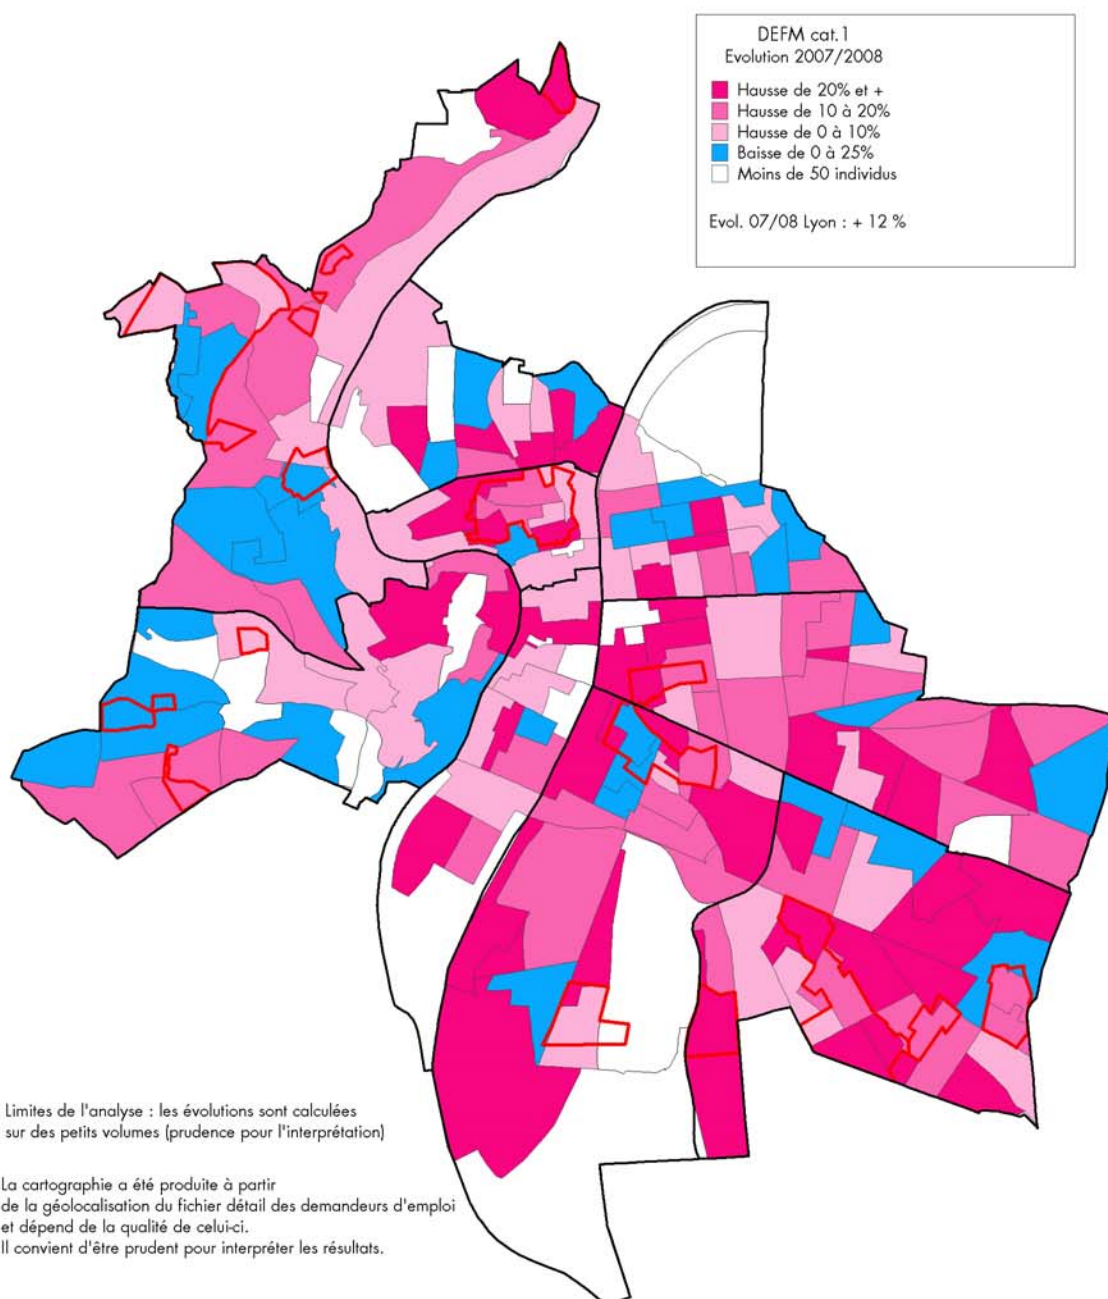 DEFM cat.1
Evolution 2007/2008
Hausse de 20% et +
Hausse de 10 à 20%
Hausse de 0 à 10%
Baisse de 0 à 25%
Moins de 50 individus
Evol. 07/08 Lyon : + 12 %
Limites de l'analyse : les évolutions sont calculées
sur des petits volumes (prudence pour l'interprétation)
La cartographie a été produite à partir
de la géolocalisation du fichier détail des demandeurs d'emploi
et dépend de la qualité de celui-ci.
Il convient d'être prudent pour interpréter les résultats.